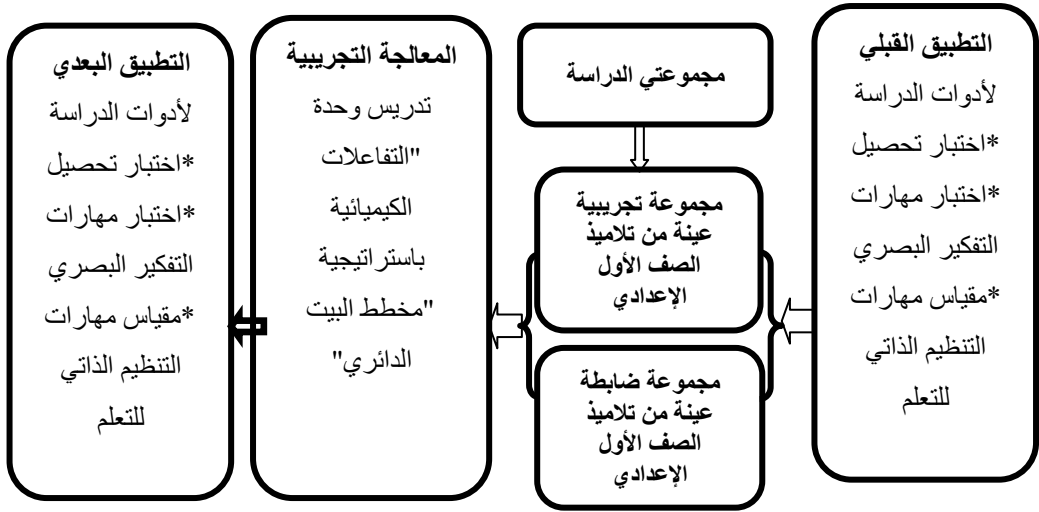 التطبيق القبلي
لأدوات الدراسة
*اختبار تحصيل
*اختبار مهارات
التفكير البصري
*مقياس مهارات
التنظيم الذاتي
للتعلم
مجموعتي الدراسة
مجموعة تجريبية
عينة من تلاميذ
الصف الأول
الإعدادي
مجموعة ضابطة
عينة من تلاميذ
الصف الأول
الإعدادي
المعالجة التجريبية
تدريس وحدة
"التفاعلات
الكيميائية
باستراتيجية
"مخطط البيت
الدائري"
التطبيق البعدي
لأدوات الدراسة
*اختبار تحصيل
*اختبار مهارات
التفكير البصري
*مقياس مهارات
التنظيم الذاتي
للتعلم